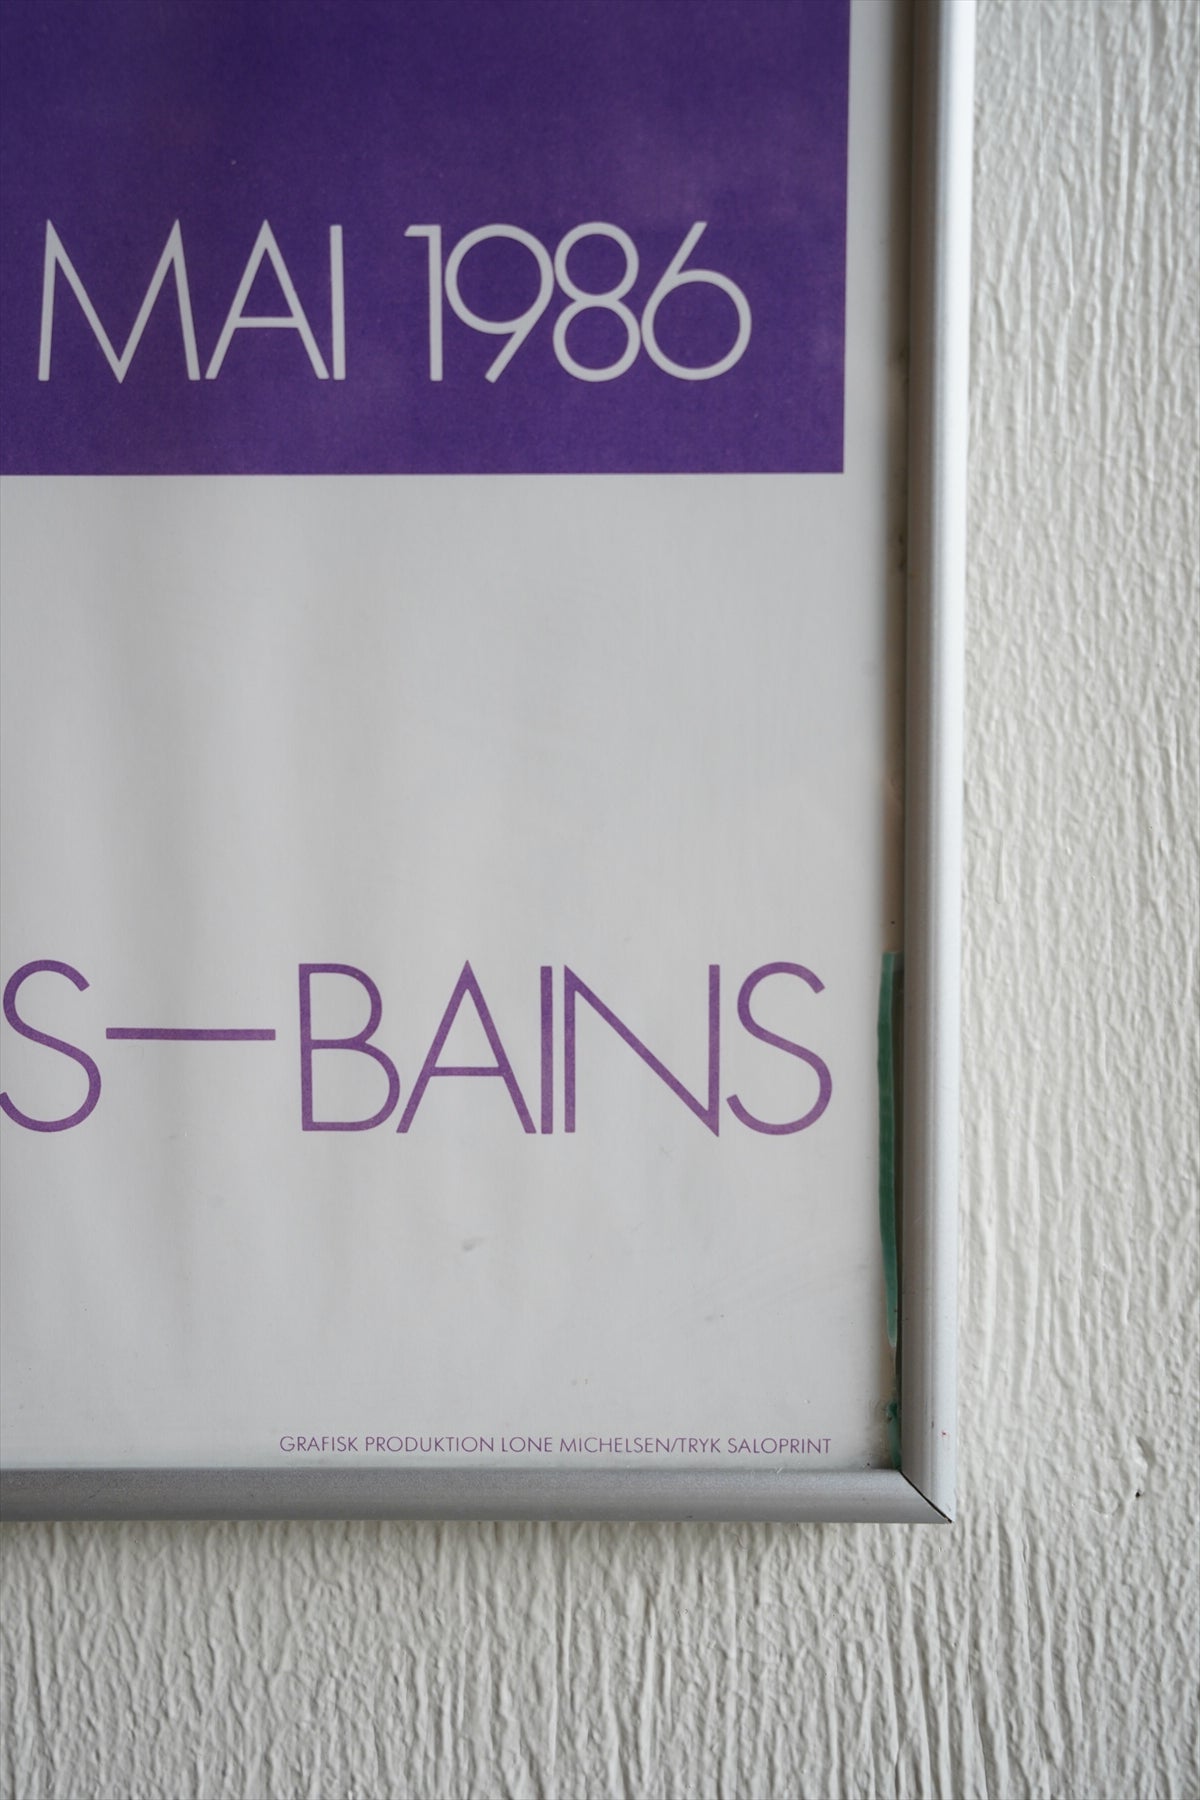 MAI 1986
S—BAINS
GRAFISK PRODUKTION LONE MICHELSEN/TRYK SALOPRINT